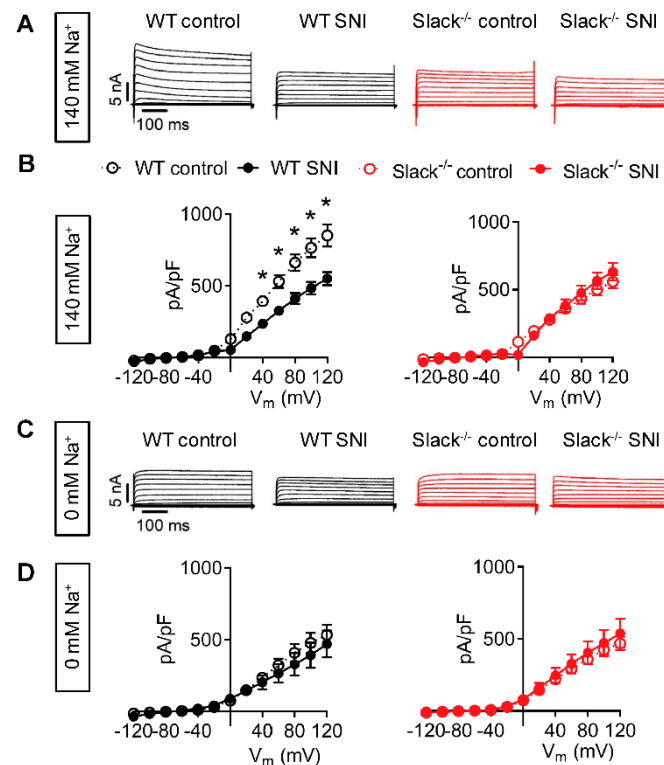 A
140 mM Na⁺
WT control
WT SNI
Slack⁻/⁻ control
Slack⁻/⁻ SNI
5 nA
100 ms
B
WT control
WT SNI
Slack⁻/⁻ control
Slack⁻/⁻ SNI
140 mM Na⁺
pA/pF
1000
500
* * * * *
-120 -80 -40 40 80 120
Vₘ (mV)
pA/pF
1000
500
-120 -80 -40 40 80 120
Vₘ (mV)
C
0 mM Na⁺
WT control
WT SNI
Slack⁻/⁻ control
Slack⁻/⁻ SNI
5 nA
100 ms
D
0 mM Na⁺
pA/pF
1000
500
-120 -80 -40 40 80 120
Vₘ (mV)
pA/pF
1000
500
-120 -80 -40 40 80 120
Vₘ (mV)